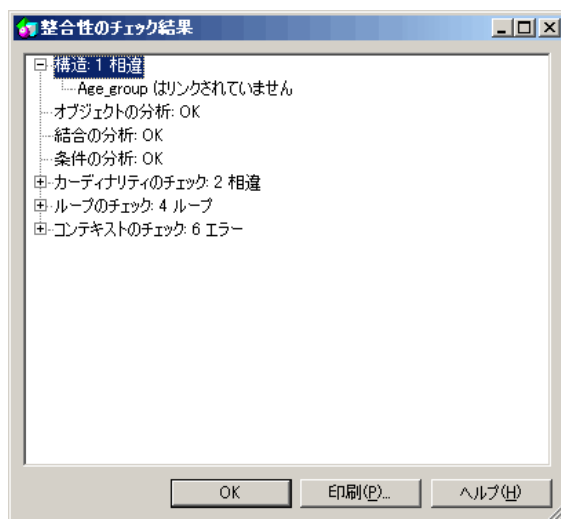 整合性のチェック結果
構造: 1 相違
Age_group はリンクされていません
オブジェクトの分析: OK
結合の分析: OK
条件の分析: OK
カーディナリティのチェック: 2 相違
ループのチェック: 4 ループ
コンテキストのチェック: 6 エラー
OK 印刷(P)... ヘルプ(H)